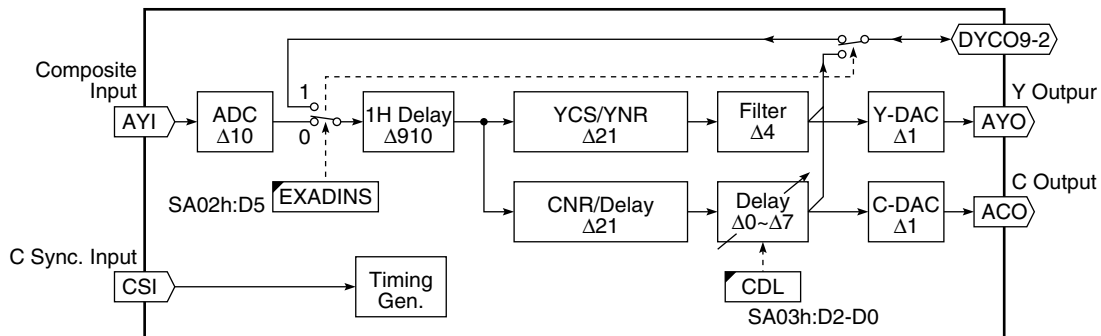 DYCO9-2
Composite
Input
Y Outpur
1
AYI
ADC
Δ10
0
1H Delay
Δ910
YCS/YNR
Δ21
Filter
Δ4
Y-DAC
Δ1
AYO
SA02h:D5
EXADINS
CNR/Delay
Δ21
Delay
Δ0~Δ7
C-DAC
Δ1
C Output
ACO
C Sync. Input
CSI
Timing
Gen.
CDL
SA03h:D2-D0